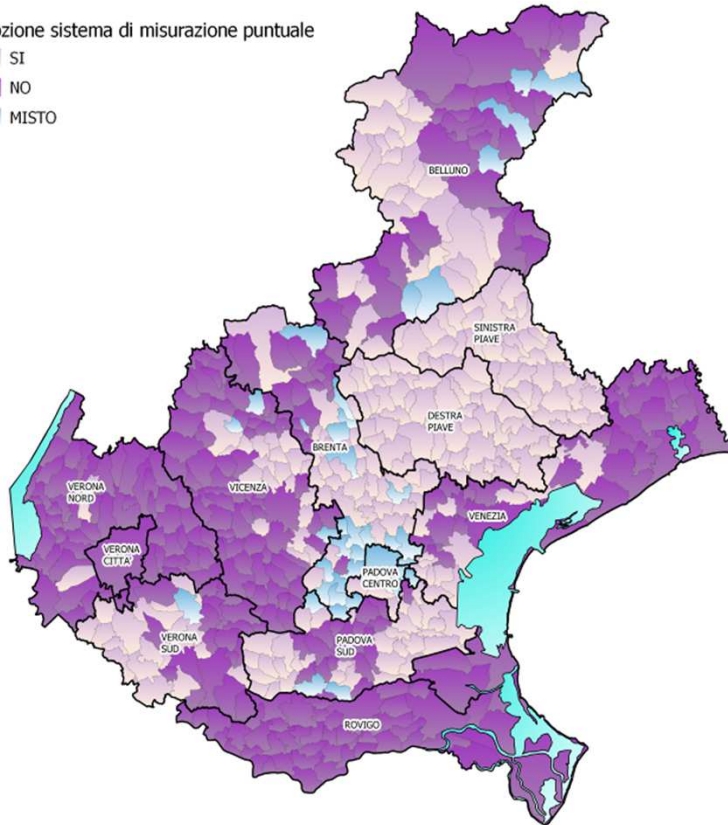 zione sistema di misurazione puntuale
SI
NO
MISTO
BELLUNO
SINISTRA
PIAVE
DESTRA
PIAVE
BRENTA
VERONA
NORD
VICENZA
VENEZIA
VERONA
CITTA'
PADOVA
CENTRO
VERONA
SUD
PADOVA
SUD
ROVIGO